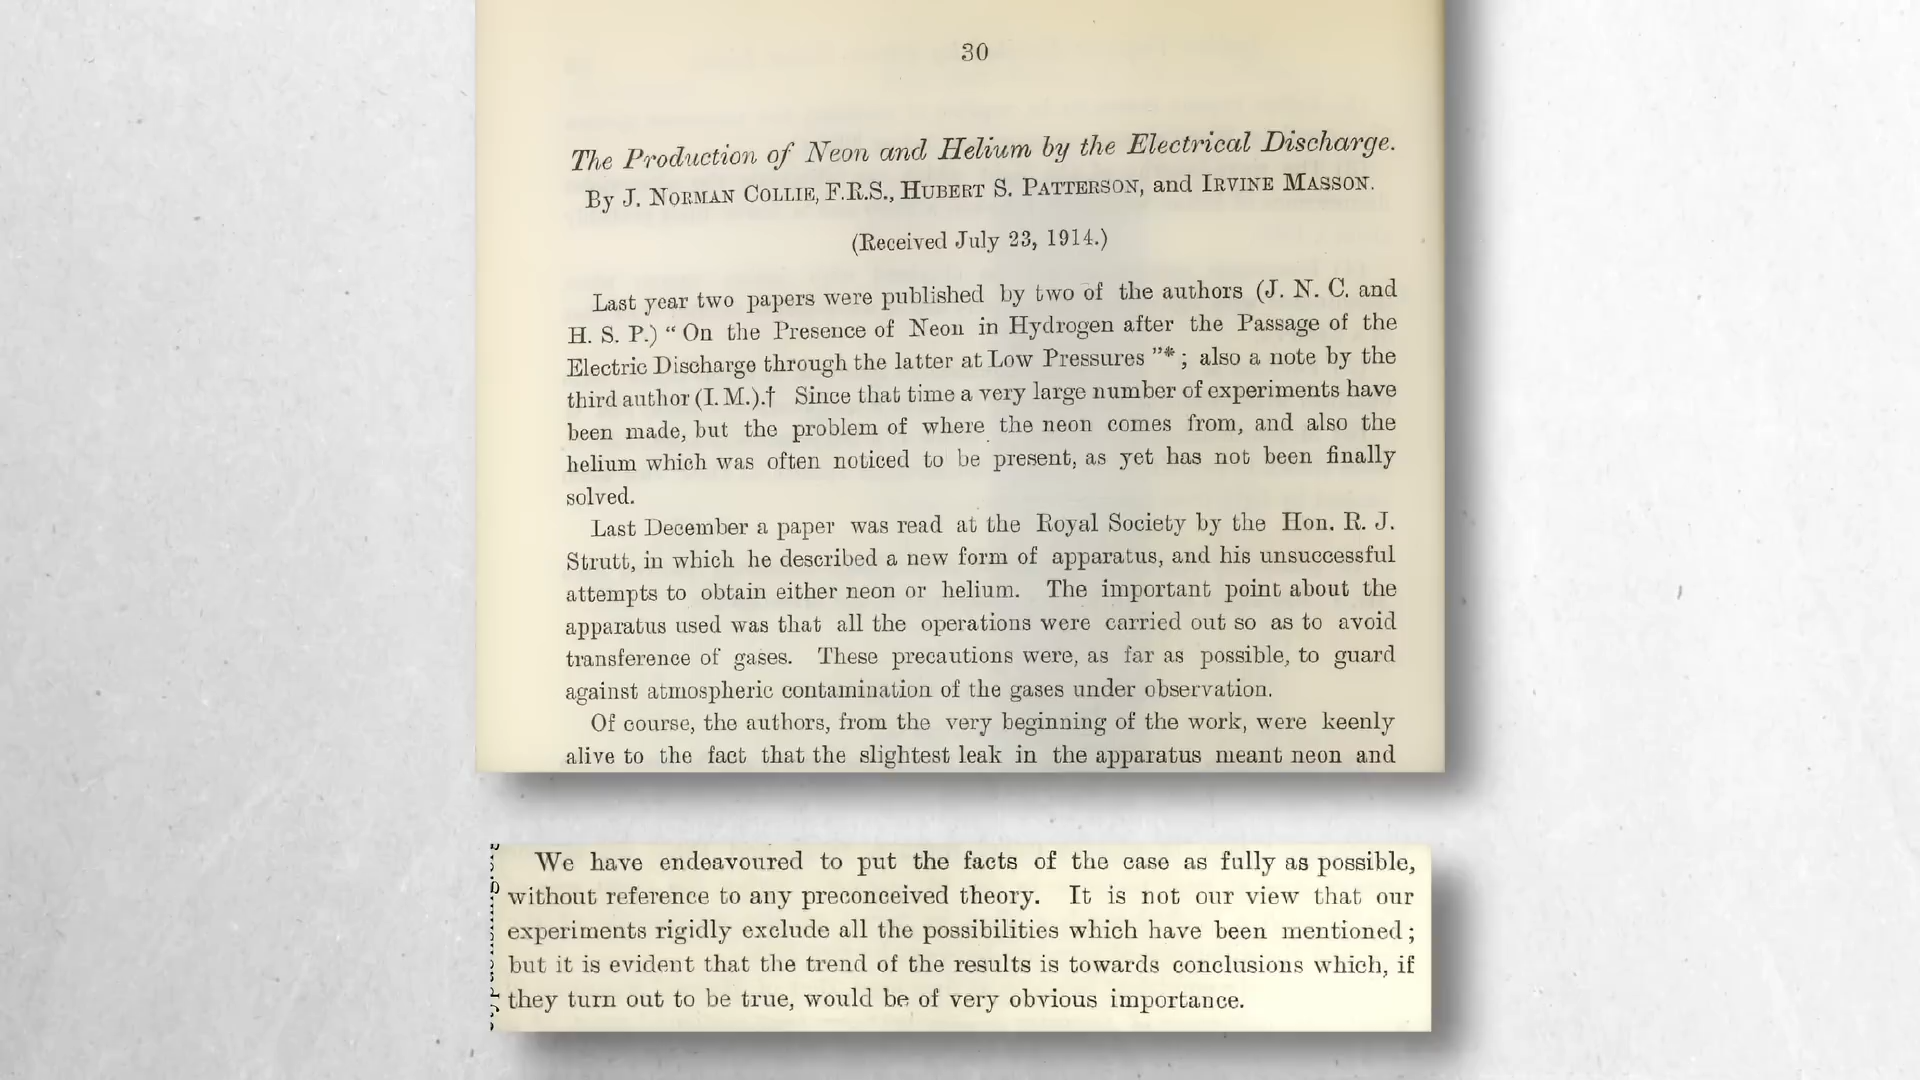 30
The Production of Neon and Helium by the Electrical Discharge.
By J. NORMAN COLLIE, F.R.S., HUBERT S. PATTERSON, and IRVINE MASSON.
(Received July 23, 1914.)
Last year two papers were published by two of the authors (J. N. C. and
H. S. P.) “ On the Presence of Neon in Hydrogen after the Passage of the
Electric Discharge through the latter at Low Pressures ”* ; also a note by the
third author (I. M.).† Since that time a very large number of experiments have
been made, but the problem of where the neon comes from, and also the
helium which was often noticed to be present, as yet has not been finally
solved.
Last December a paper was read at the Royal Society by the Hon. R. J.
Strutt, in which he described a new form of apparatus, and his unsuccessful
attempts to obtain either neon or helium. The important point about the
apparatus used was that all the operations were carried out so as to avoid
transference of gases. These precautions were, as far as possible, to guard
against atmospheric contamination of the gases under observation.
Of course, the authors, from the very beginning of the work, were keenly
alive to the fact that the slightest leak in the apparatus meant neon and
We have endeavoured to put the facts of the case as fully as possible,
without reference to any preconceived theory. It is not our view that our
experiments rigidly exclude all the possibilities which have been mentioned ;
but it is evident that the trend of the results is towards conclusions which, if
they turn out to be true, would be of very obvious importance.